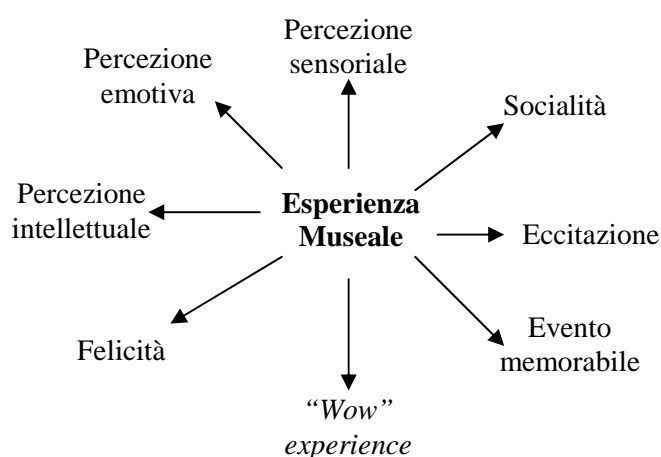 Percezione
sensoriale
Percezione
emotiva
Socialità
Percezione
intellettuale
Esperienza
Museale
Eccitazione
Felicità
Evento
memorabile
“Wow”
experience